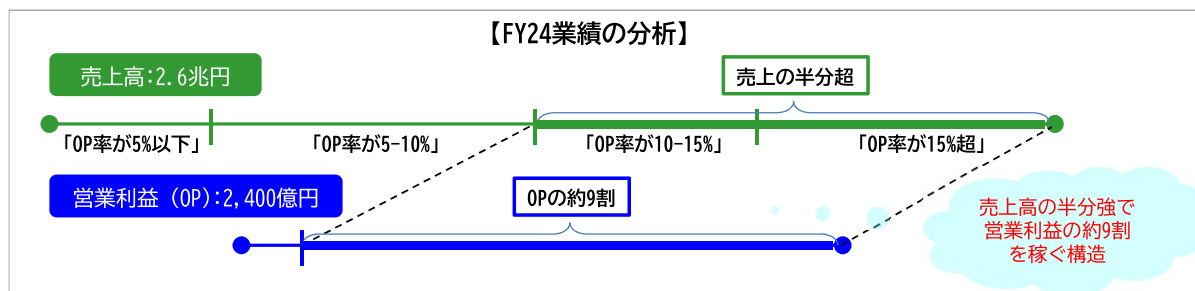 【FY24業績の分析】
売上高：2.6兆円
売上の半分超
「OP率が5%以下」
「OP率が5-10%」
「OP率が10-15%」
「OP率が15%超」
営業利益（OP）：2,400億円
OPの約9割
売上高の半分強で
営業利益の約9割
を稼ぐ構造